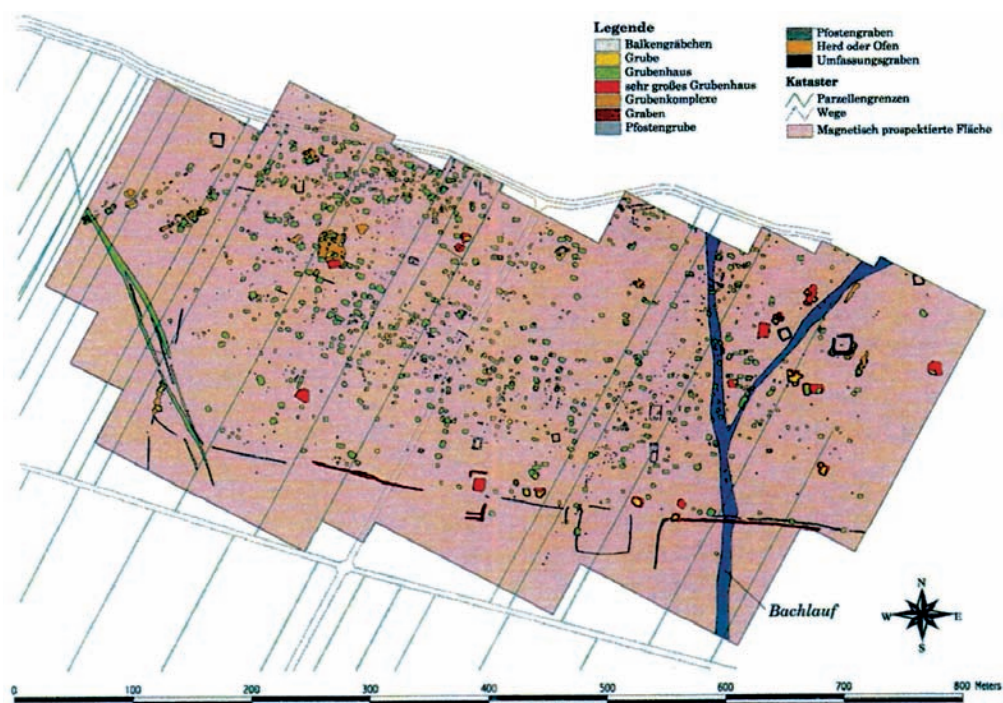 Legende
Balkengräbchen
Grube
Grubenhaus
sehr großes Grubenhaus
Grubenkomplexe
Graben
Pfostengrube
Pfostengraben
Herd oder Ofen
Umfassungsgraben
Kataster
Parzellengrenzen
Wege
Magnetisch prospektierte Fläche
Bachlauf
N
W E
S
0 100 200 300 400 500 600 700 800 Meters